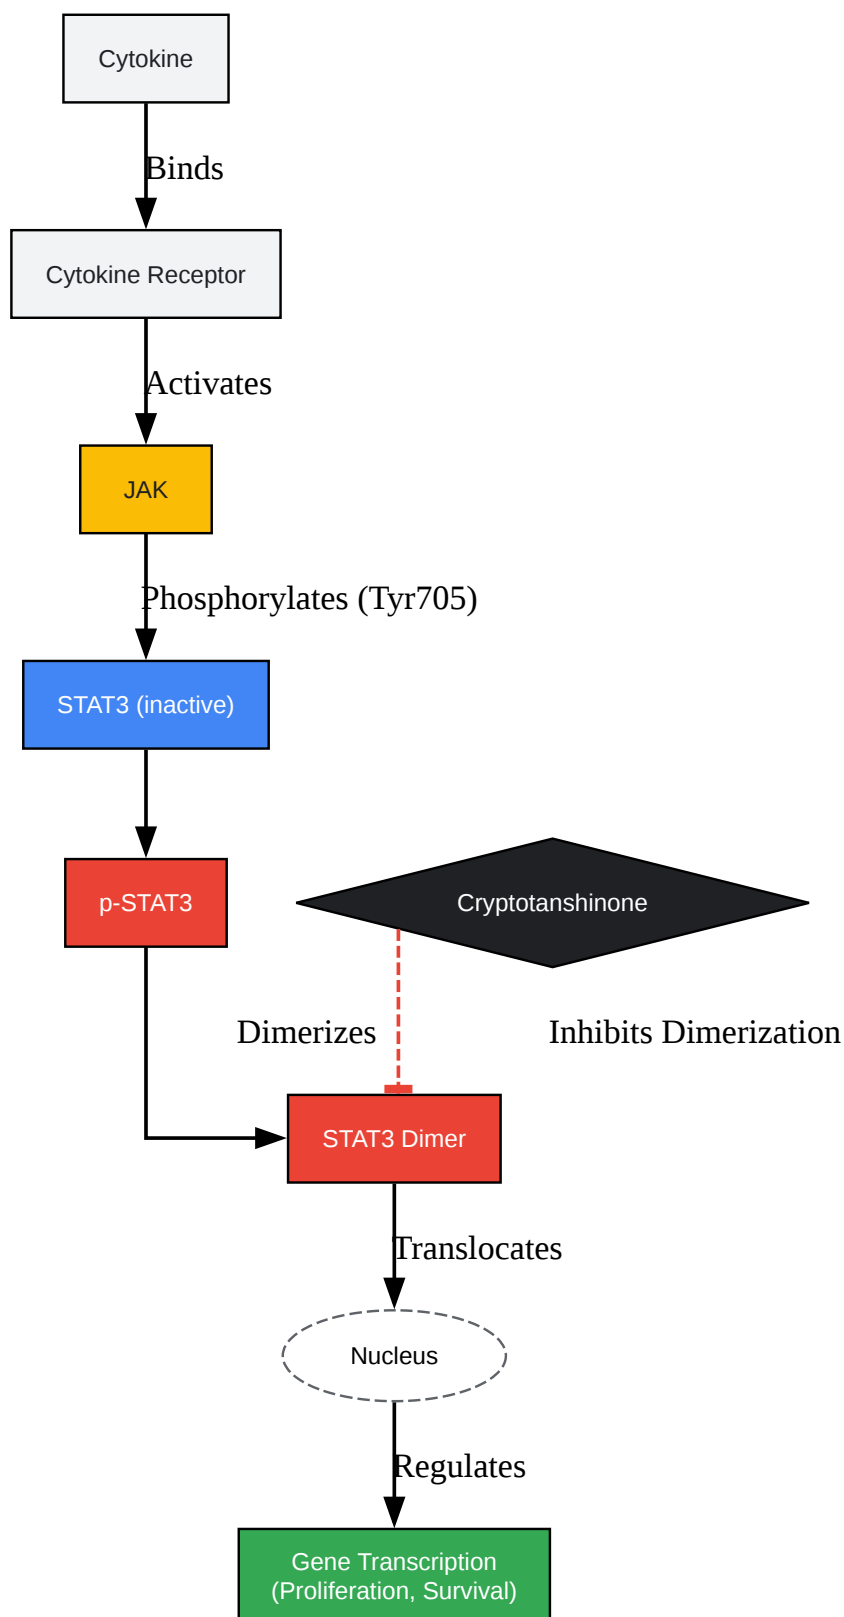 Cytokine
Binds
Cytokine Receptor
Activates
JAK
Phosphorylates (Tyr705)
STAT3 (inactive)
p-STAT3
Cryptotanshinone
Dimerizes
Inhibits Dimerization
STAT3 Dimer
Translocates
Nucleus
Regulates
Gene Transcription
(Proliferation, Survival)